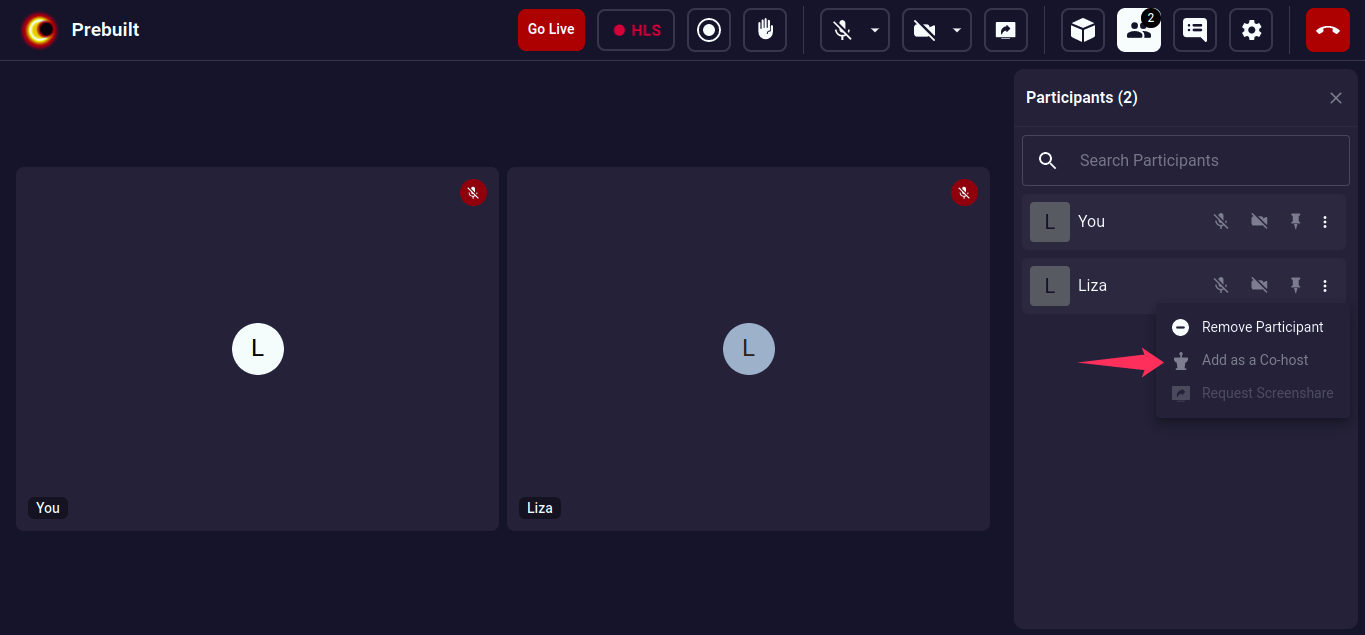 Prebuilt
Go Live
HLS
2
Participants (2)
Search Participants
L You
L Liza
Remove Participant
Add as a Co-host
Request Screenshare
L
L
You
Liza